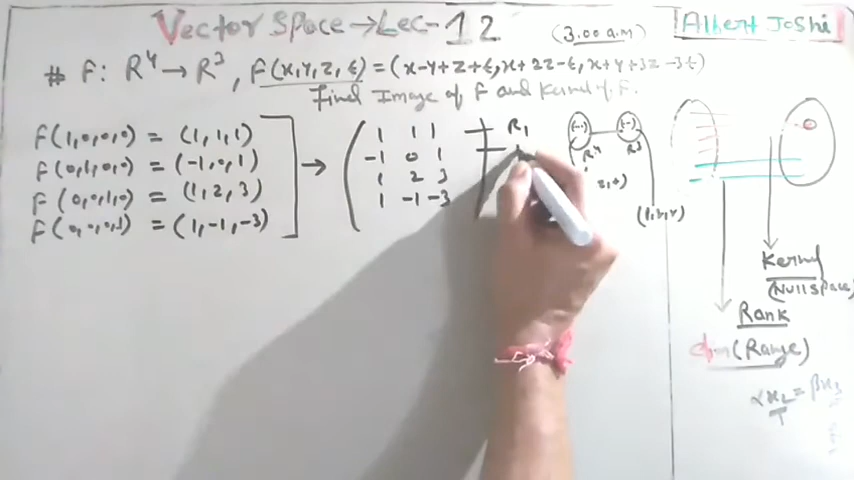 Vector Space → Lec-12
(3.00 a.m)
Albert Joshi
# F: R⁴ → R³, F(x,y,z,t) = (x-y+z+t, x+2z-t, x+y+3z-3t)
Find Image of F and Kernel of F.
F(1,0,0,0) = (1,1,1)
F(0,1,0,0) = (-1,0,1)
F(0,0,1,0) = (1,2,3)
F(0,0,0,1) = (1,-1,-3)
→
1 1 1
-1 0 1
1 2 3
1 -1 -3
R₁
(--)
(--)
R⁴
R³
Kernel
(Null space)
Rank
dim(Range)